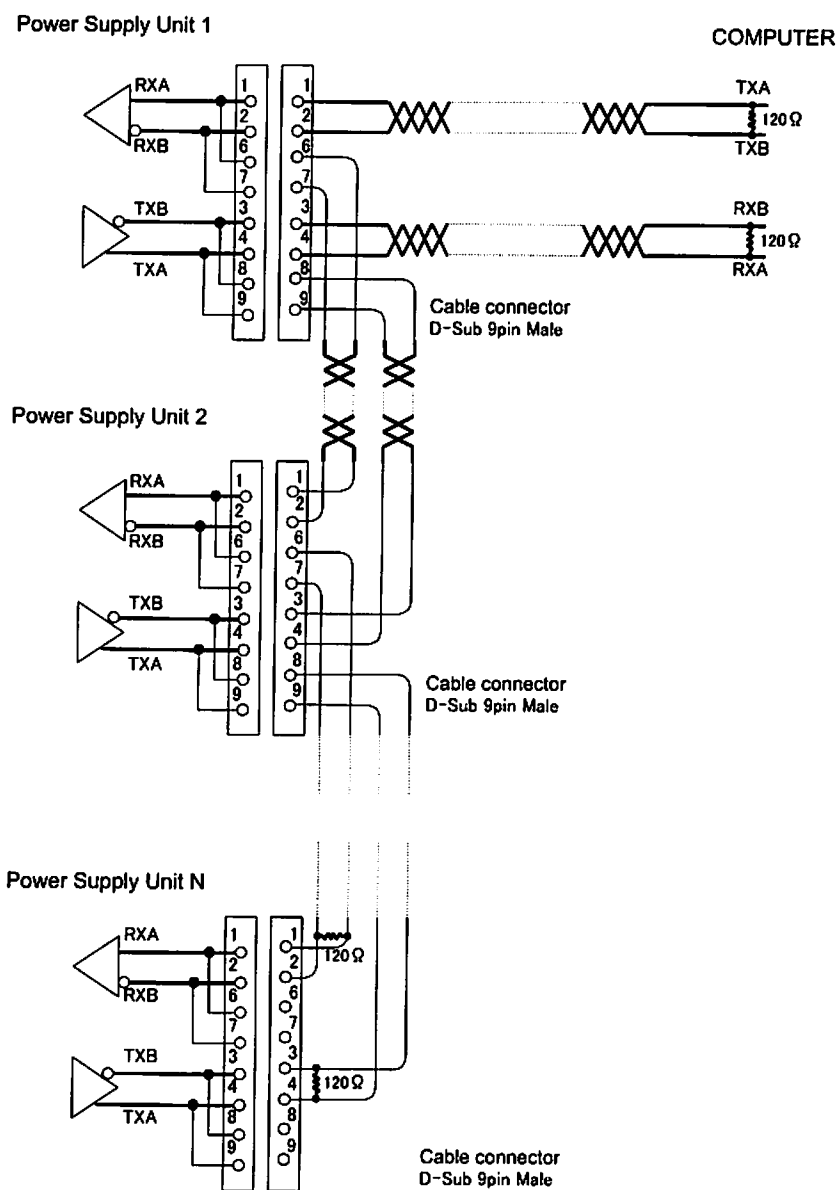 Power Supply Unit 1
COMPUTER
RXA
RXB
TXB
TXA
1
2
6
7
3
4
8
9
1
2
6
7
3
4
8
9
TXA
120Ω
TXB
RXB
120Ω
RXA
Cable connector
D-Sub 9pin Male
Power Supply Unit 2
RXA
RXB
TXB
TXA
1
2
6
7
3
4
8
9
1
2
6
7
3
4
8
9
Cable connector
D-Sub 9pin Male
Power Supply Unit N
RXA
RXB
TXB
TXA
1
2
6
7
3
4
8
9
1
2
6
7
3
4
8
9
120Ω
120Ω
Cable connector
D-Sub 9pin Male